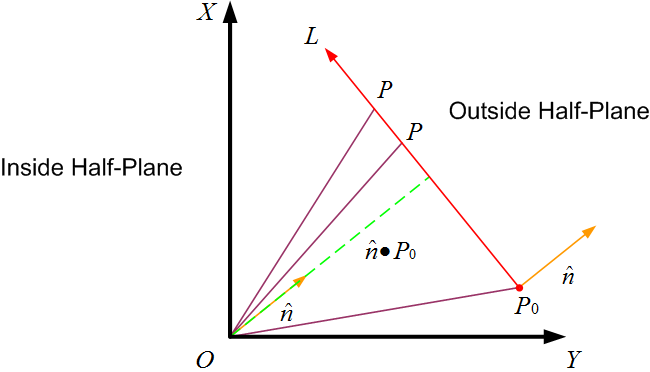 X
L
P
Outside Half-Plane
P
Inside Half-Plane
n̂●P₀
n̂
n̂
P₀
O
Y